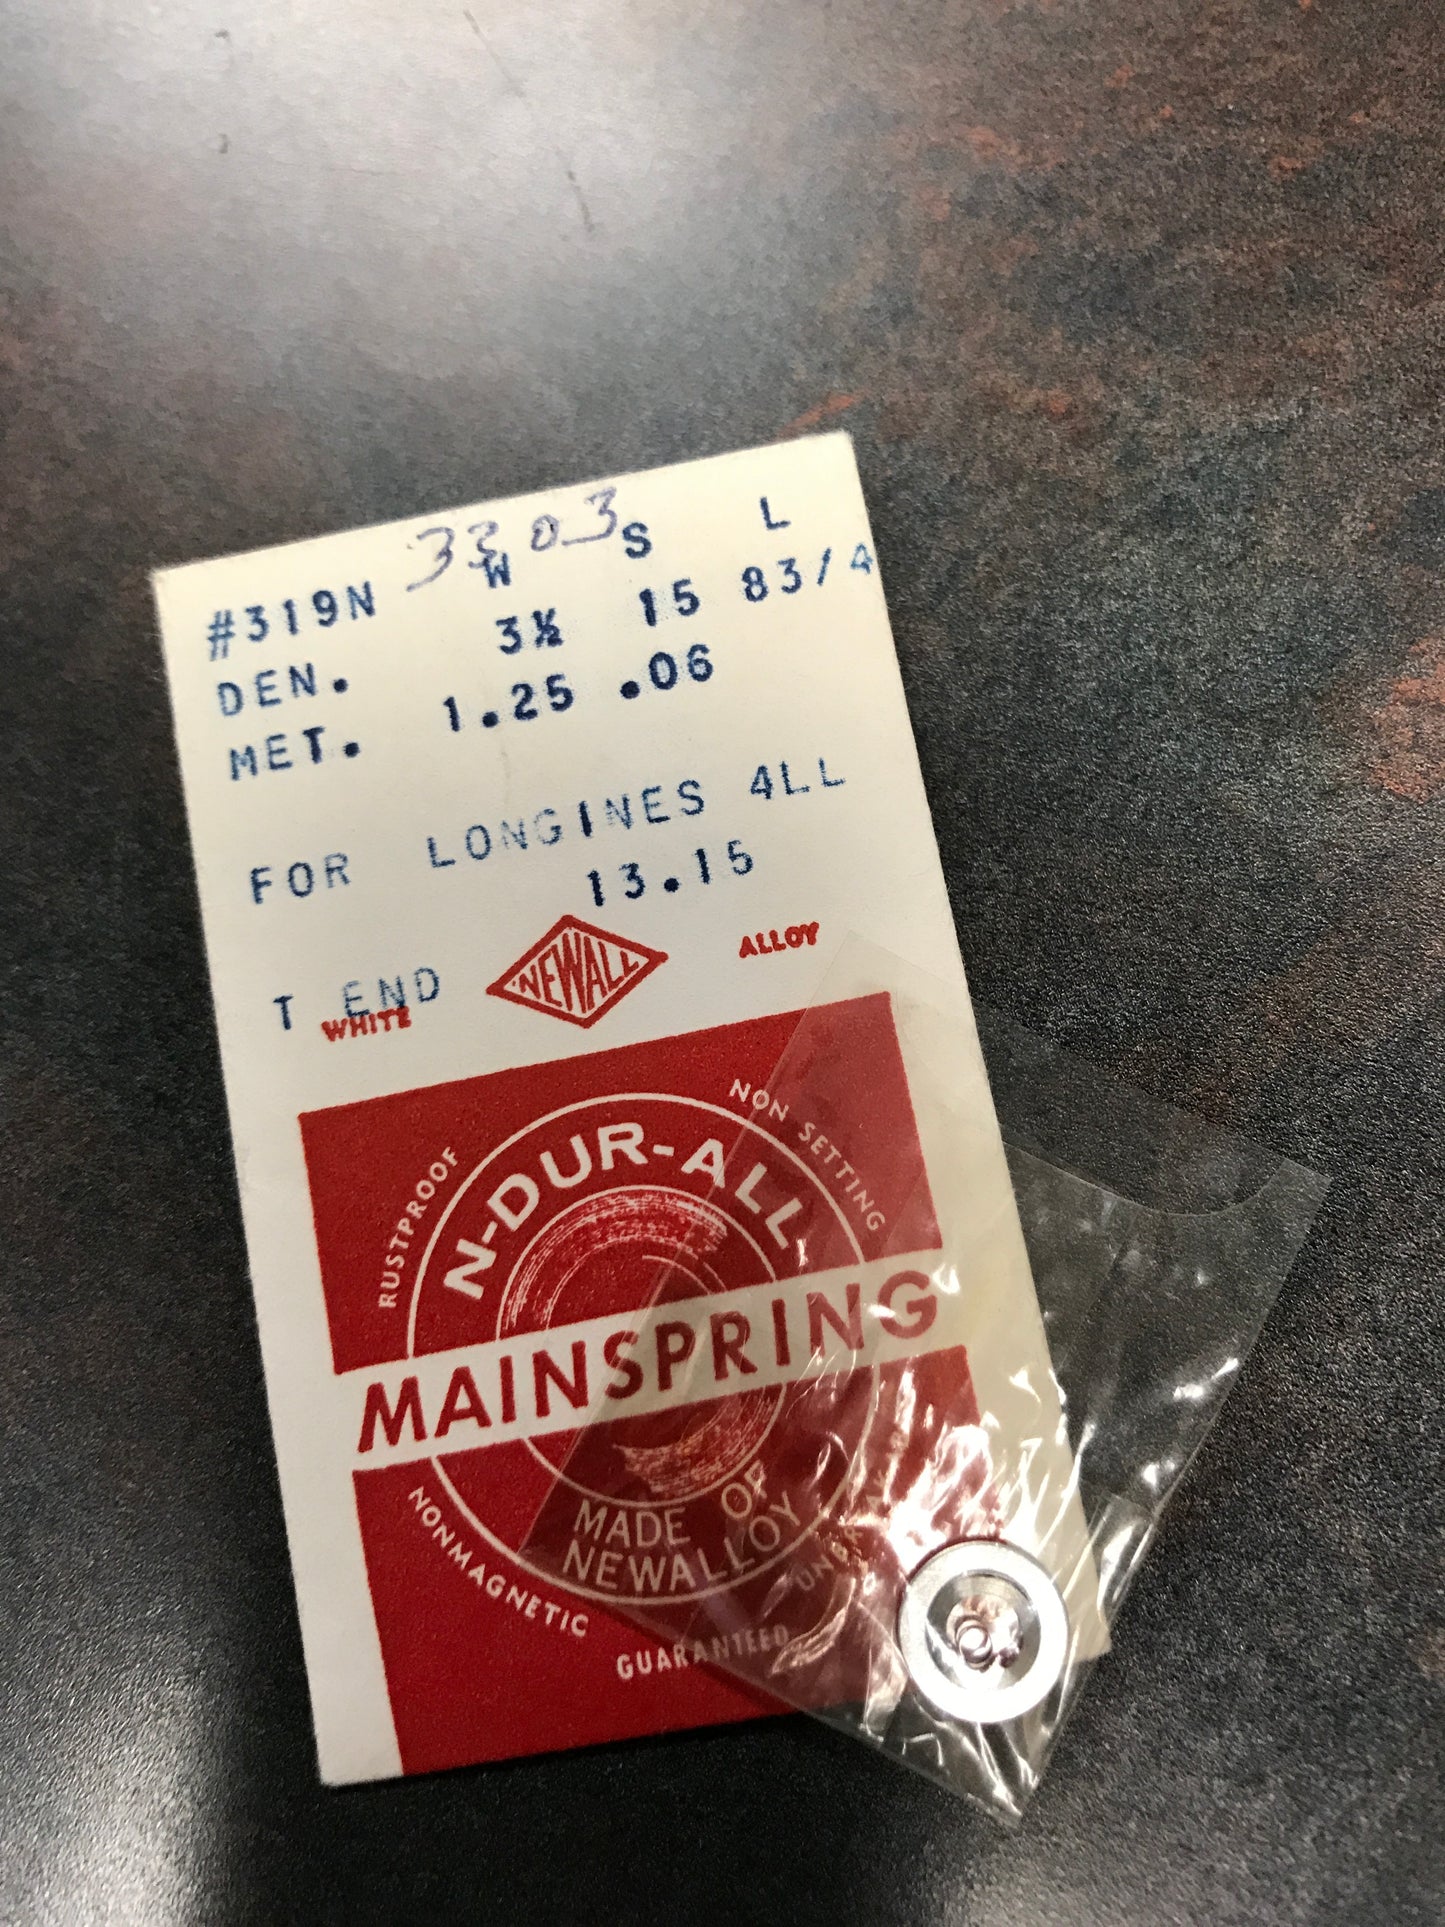 3303
W S L
#319N
DEN. 3½ 15 83/4
MET. 1.25 .06
FOR LONGINES 4LL
13.15
T END
WHITE
NEWALL
ALLOY
RUSTPROOF
NON SETTING
N-DUR-ALL
MAINSPRING
MADE OF
NEWALLOY
NONMAGNETIC
GUARANTEED